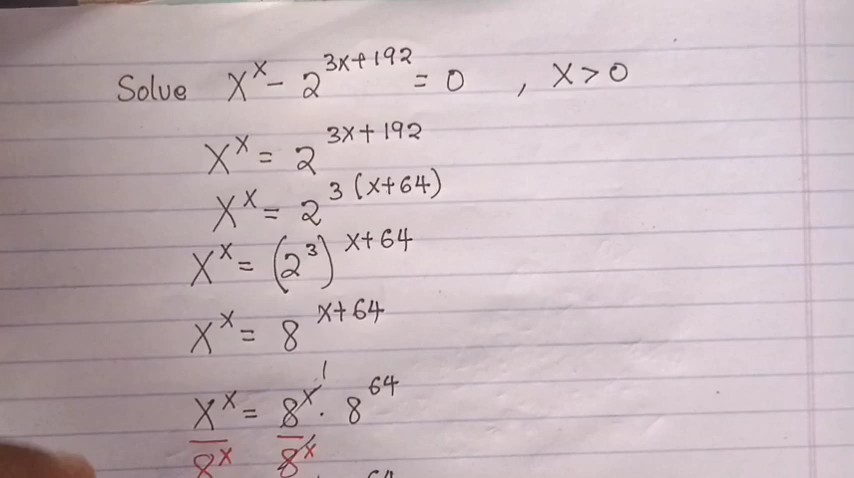 Solve x^x - 2^(3x+192) = 0 , x > 0
x^x = 2^(3x+192)
x^x = 2^(3(x+64))
x^x = (2^3)^(x+64)
x^x = 8^(x+64)
x^x = 8^x · 8^64
8^x 8^x